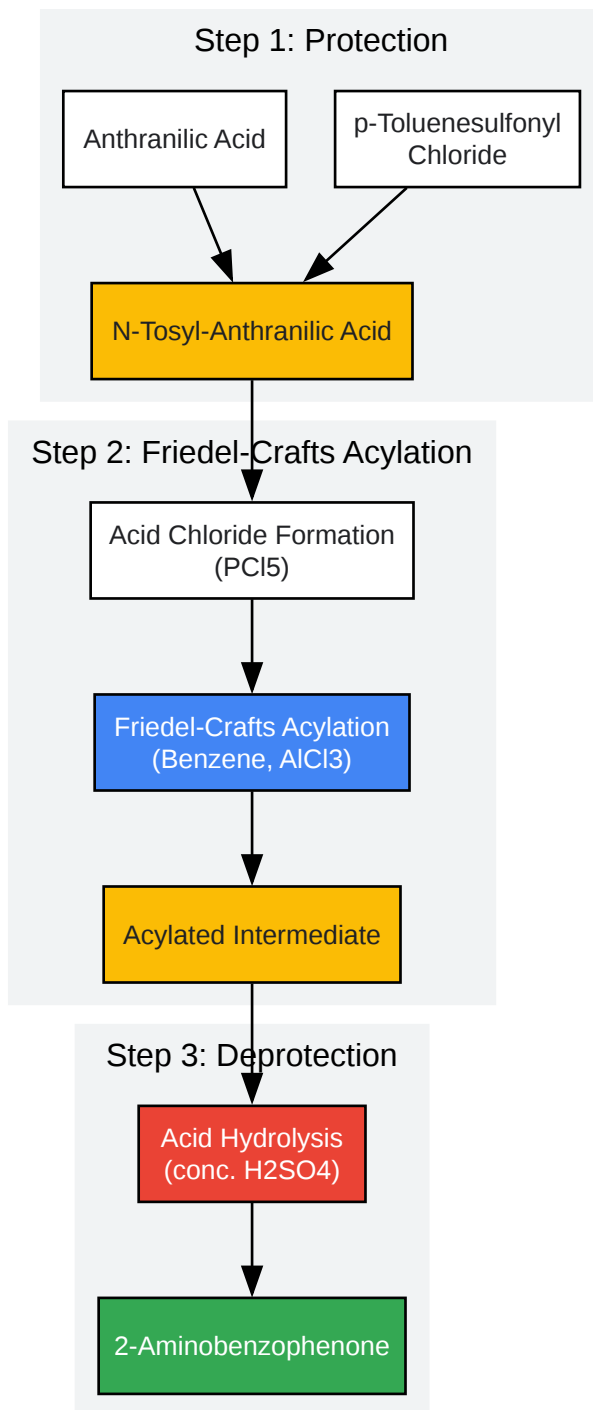 Step 1: Protection
Anthranilic Acid
p-Toluenesulfonyl
Chloride
N-Tosyl-Anthranilic Acid
Step 2: Friedel-Crafts Acylation
Acid Chloride Formation
(PCl5)
Friedel-Crafts Acylation
(Benzene, AlCl3)
Acylated Intermediate
Step 3: Deprotection
Acid Hydrolysis
(conc. H2SO4)
2-Aminobenzophenone